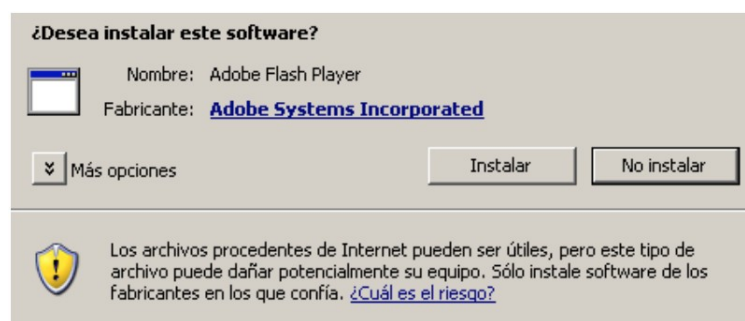 ¿Desea instalar este software?
Nombre: Adobe Flash Player
Fabricante: Adobe Systems Incorporated
Más opciones
Instalar
No instalar
Los archivos procedentes de Internet pueden ser útiles, pero este tipo de
archivo puede dañar potencialmente su equipo. Sólo instale software de los
fabricantes en los que confía. ¿Cuál es el riesgo?